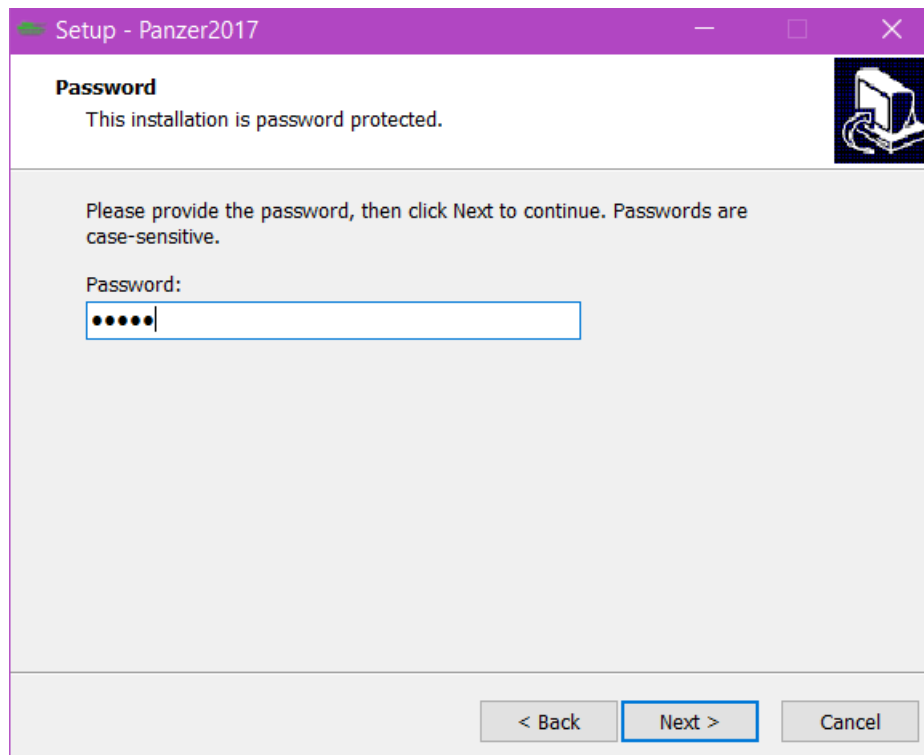 Setup - Panzer2017
Password
This installation is password protected.
Please provide the password, then click Next to continue. Passwords are
case-sensitive.
Password:
●●●●●
< Back
Next >
Cancel